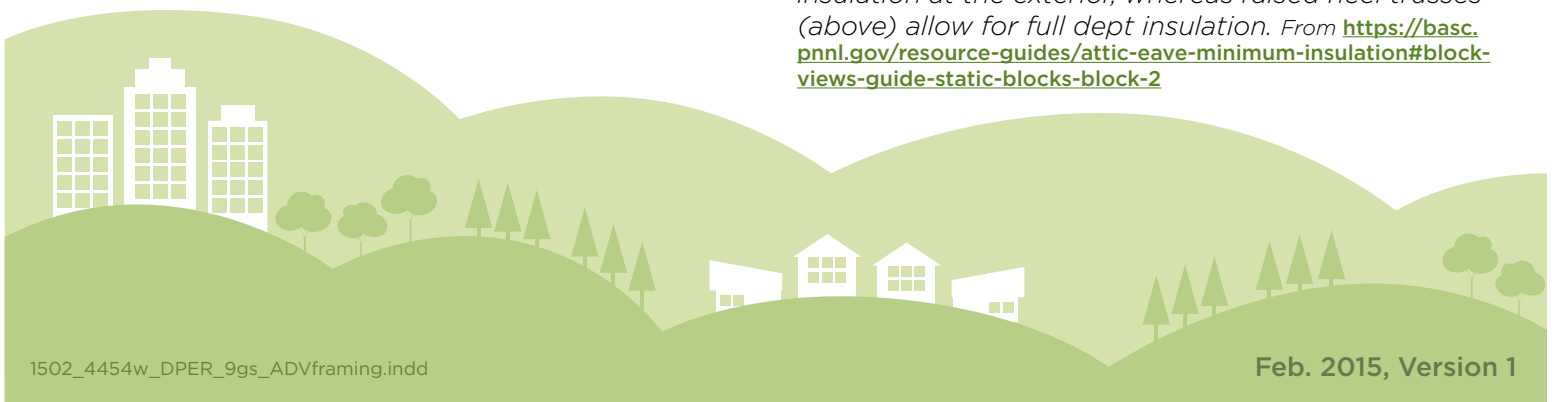 insulation at the exterior, whereas raised heel trusses
(above) allow for full dept insulation. From https://basc.
pnnl.gov/resource-guides/attic-eave-minimum-insulation#block-
views-guide-static-blocks-block-2
1502_4454w_DPER_9gs_ADVframing.indd
Feb. 2015, Version 1